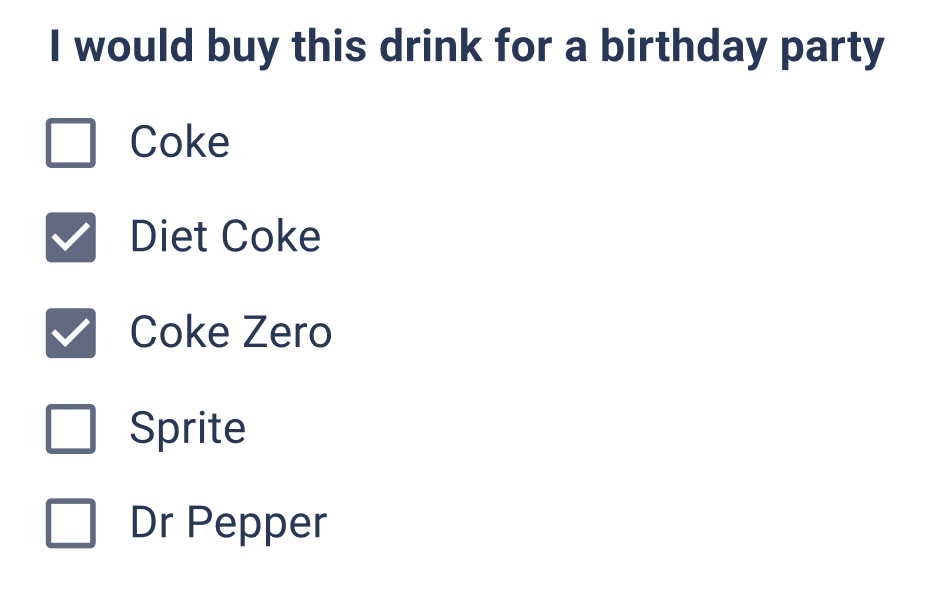 I would buy this drink for a birthday party
Coke
Diet Coke
Coke Zero
Sprite
Dr Pepper